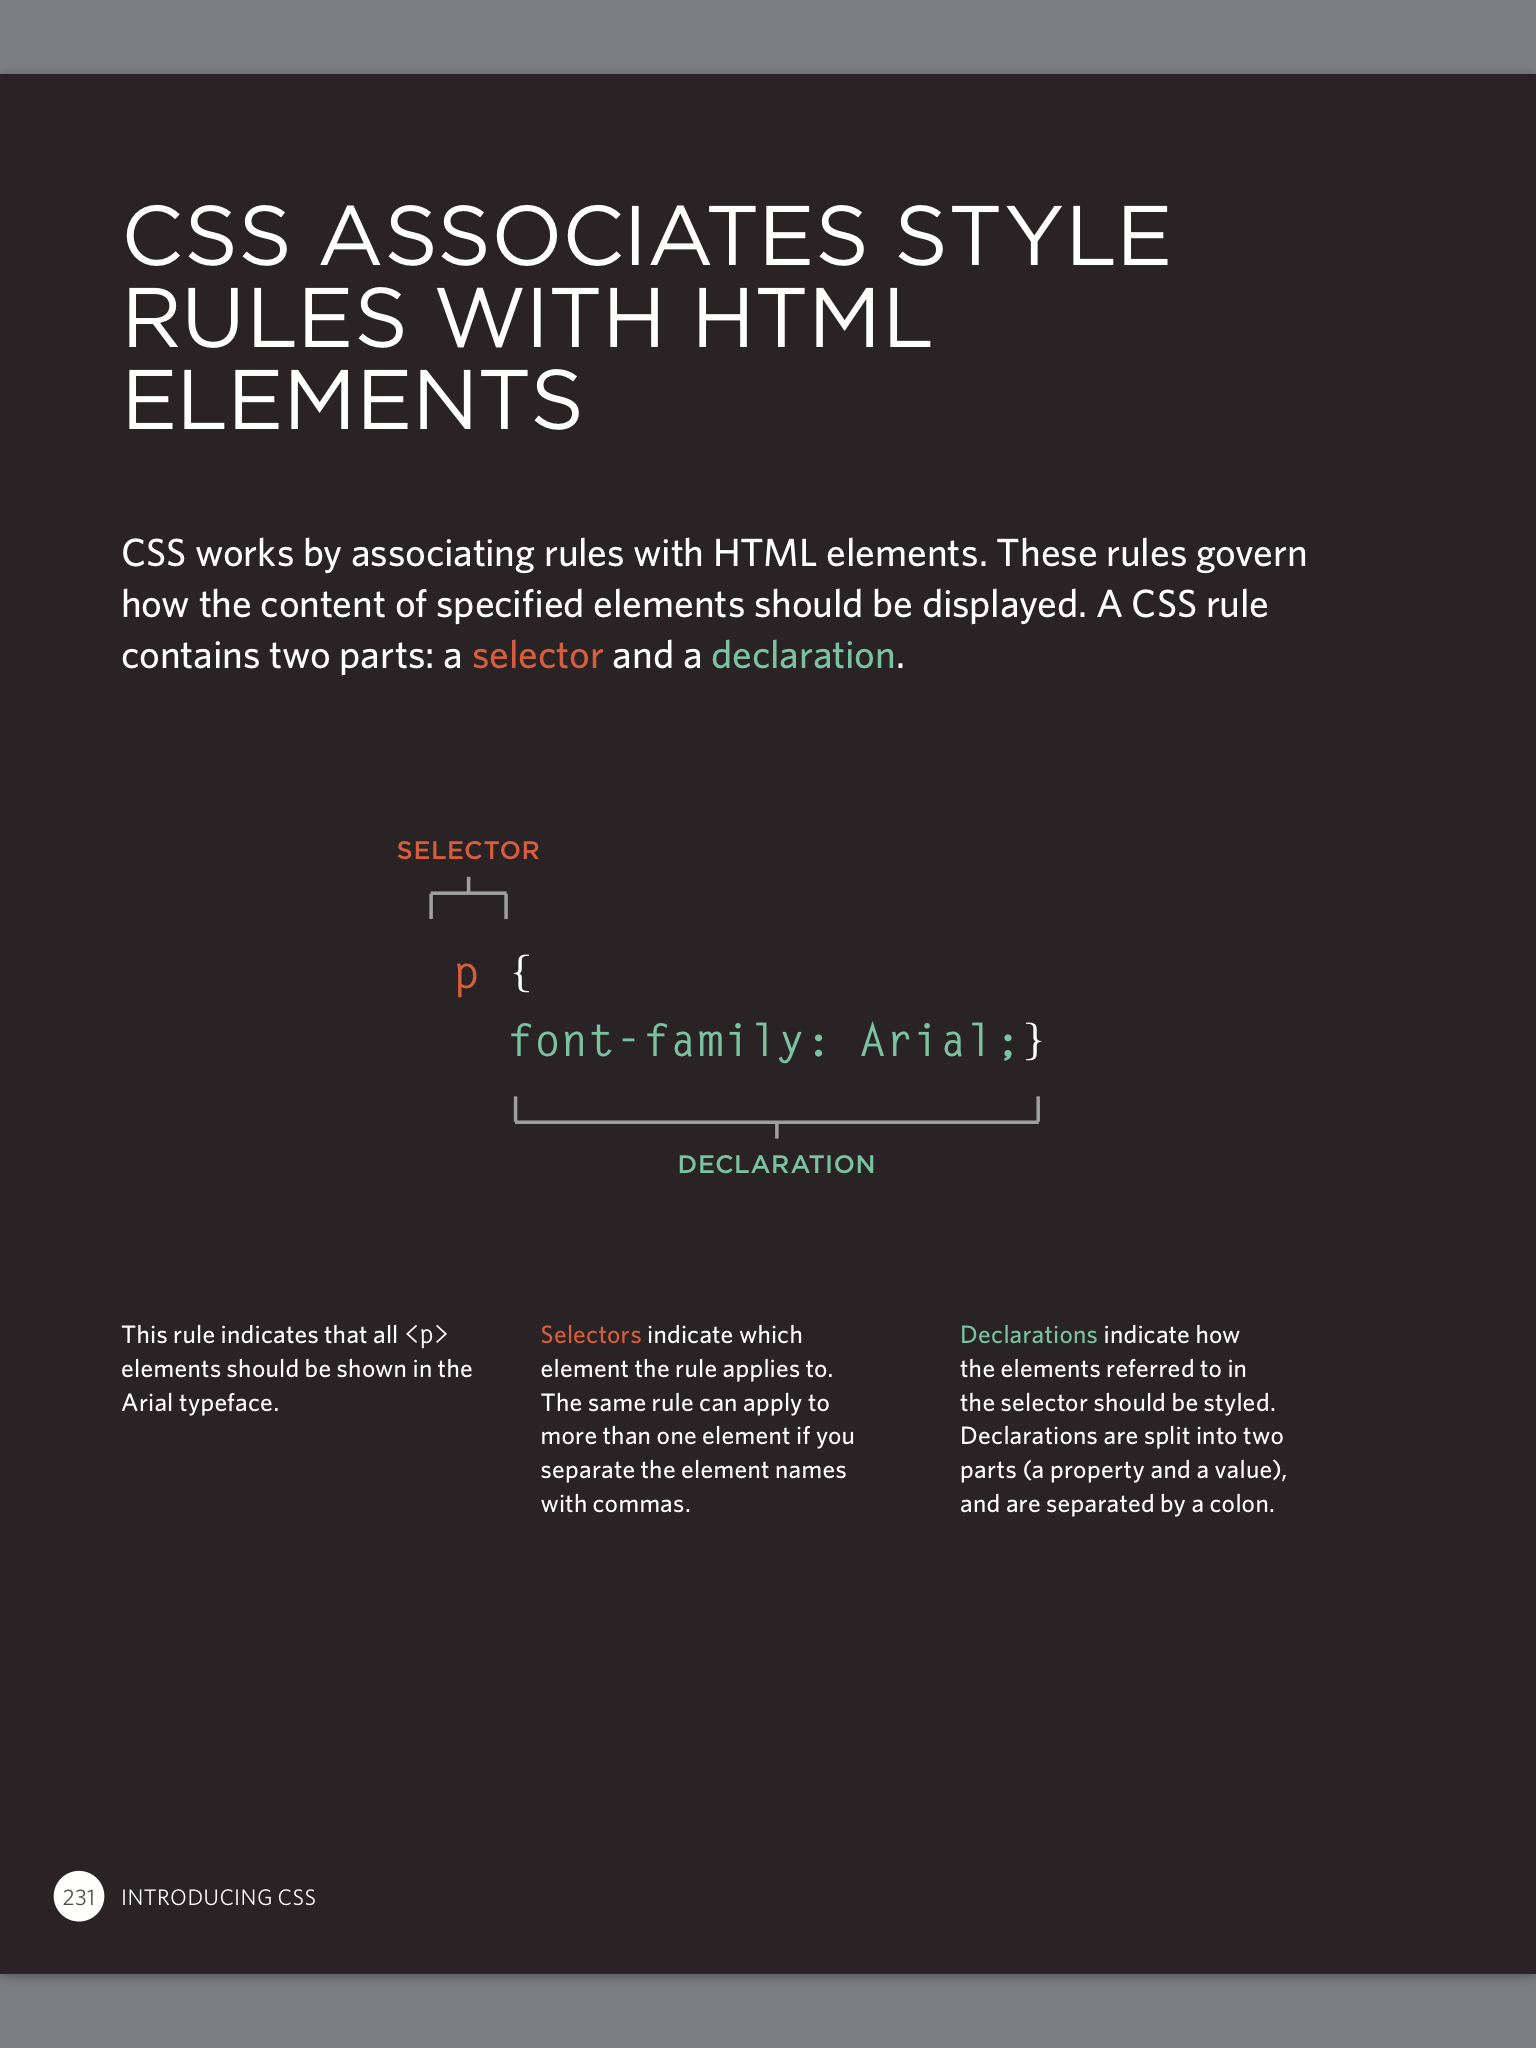 CSS ASSOCIATES STYLE
RULES WITH HTML
ELEMENTS
CSS works by associating rules with HTML elements. These rules govern
how the content of specified elements should be displayed. A CSS rule
contains two parts: a selector and a declaration.
SELECTOR
p {
font-family: Arial;}
DECLARATION
This rule indicates that all <p>
elements should be shown in the
Arial typeface.
Selectors indicate which
element the rule applies to.
The same rule can apply to
more than one element if you
separate the element names
with commas.
Declarations indicate how
the elements referred to in
the selector should be styled.
Declarations are split into two
parts (a property and a value),
and are separated by a colon.
231 INTRODUCING CSS